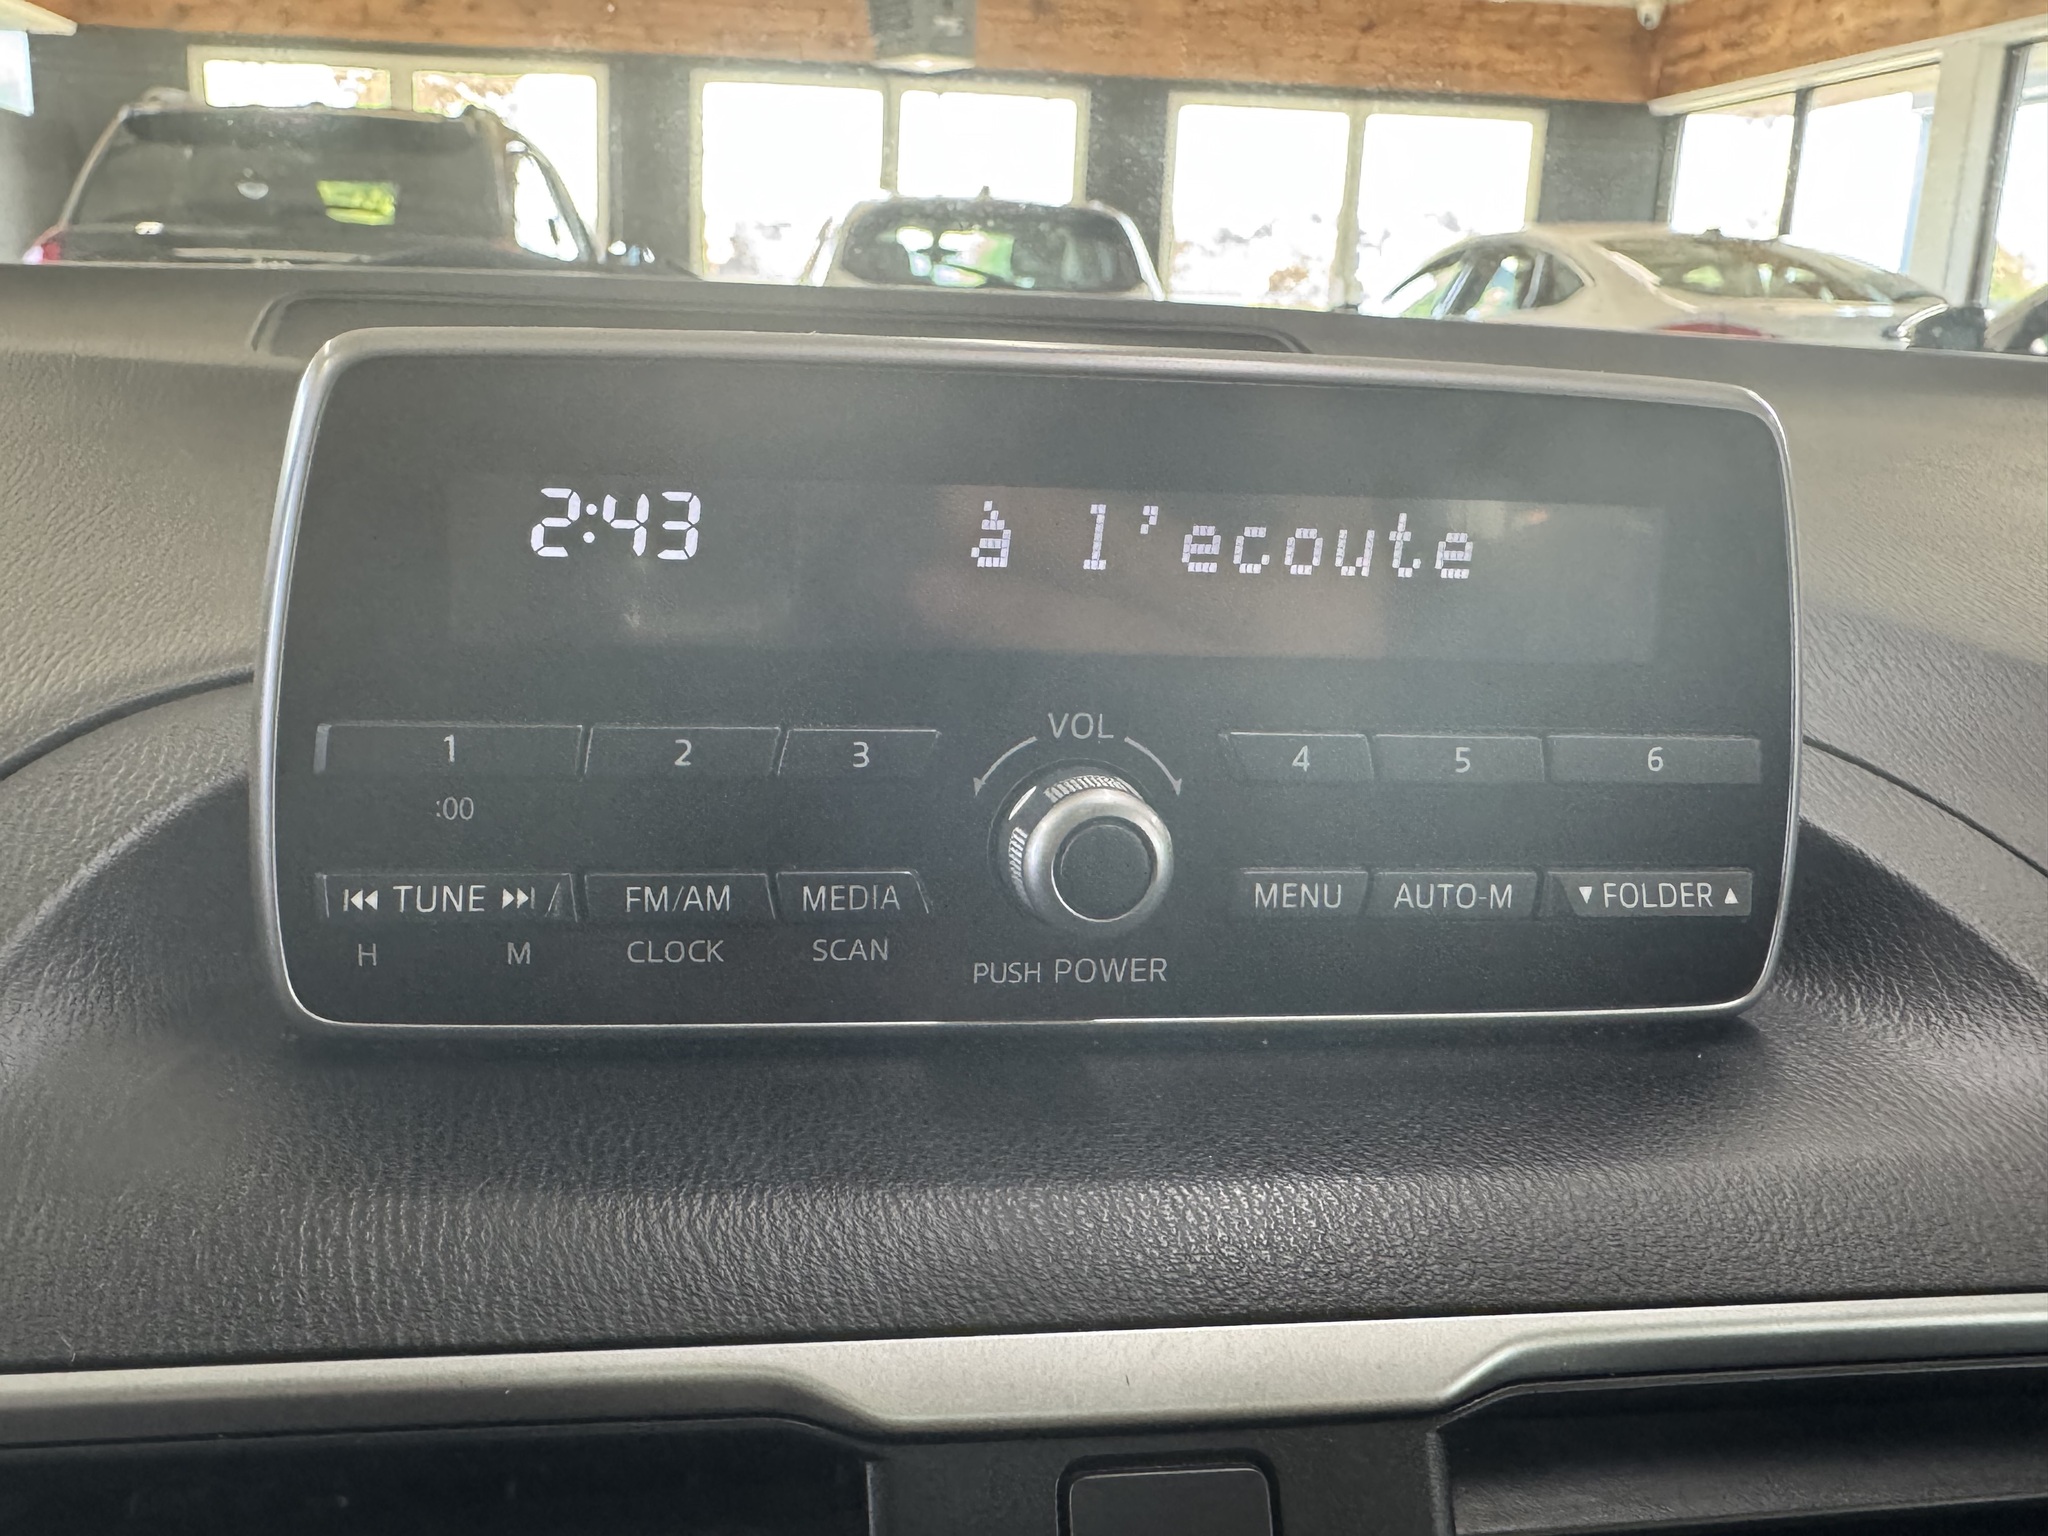 2:43 à l'ecoute
VOL
1 2 3 4 5 6
:00
⏮ TUNE ⏭ FM/AM MEDIA MENU AUTO-M ▼ FOLDER ▲
H M CLOCK SCAN
PUSH POWER